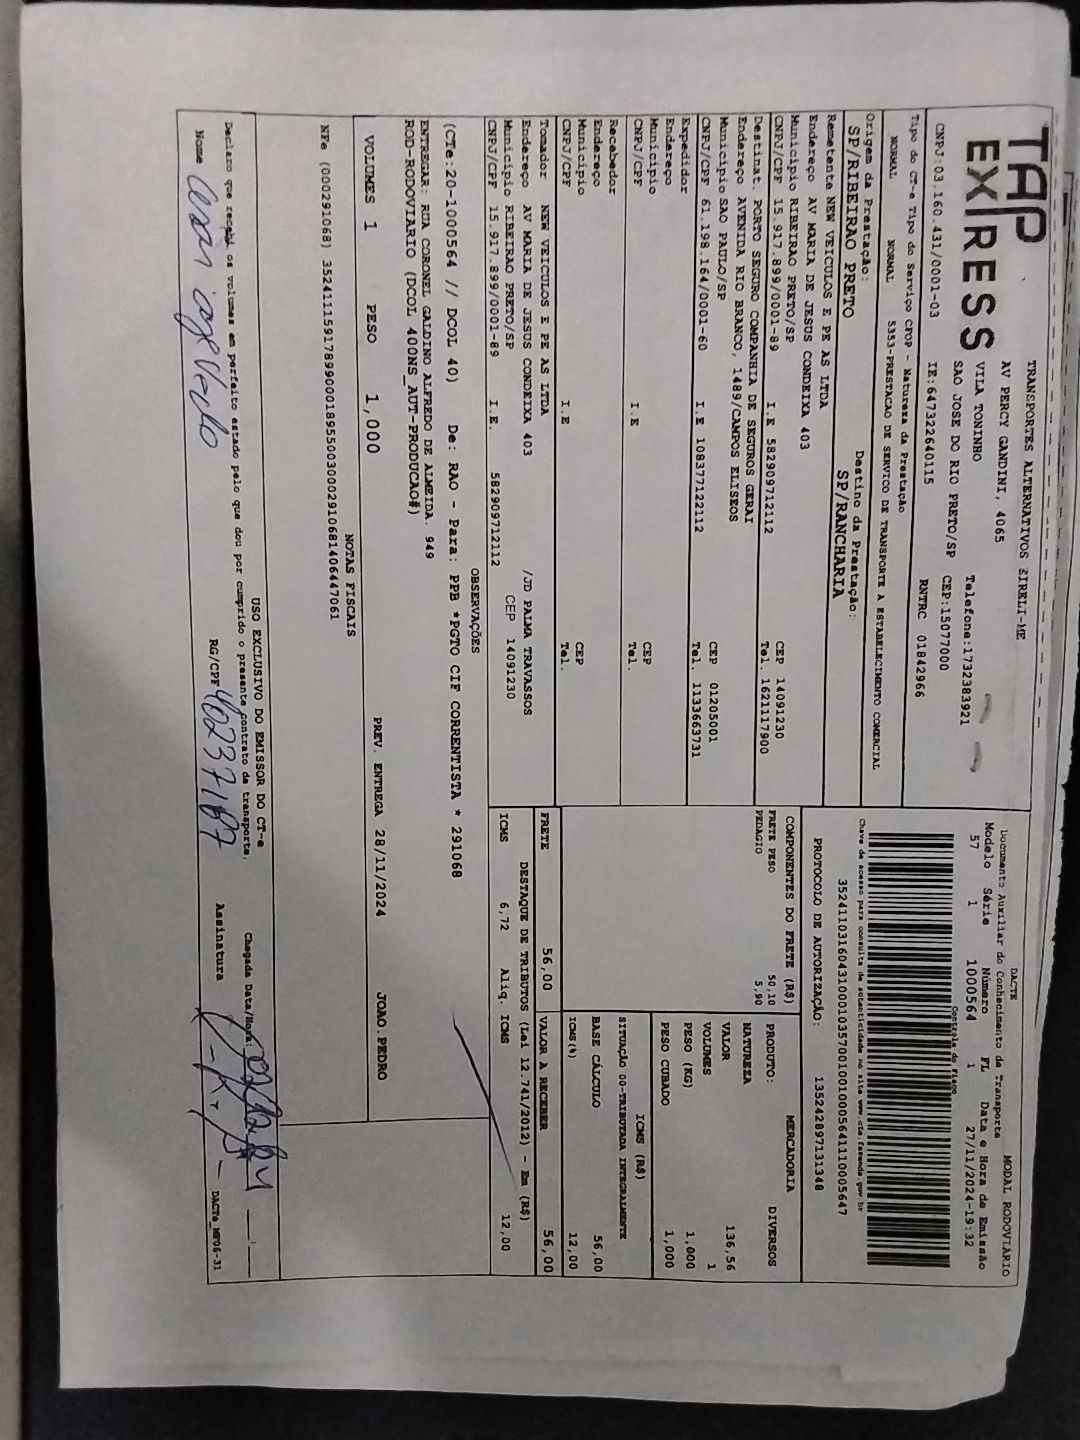 TAP EXPRESS
TRANSPORTES ALTERNATIVOS EIRELI-ME
AV PERCY GANDINI, 4065
VILA TONINHO Telefone:1732383921
SAO JOSE DO RIO PRETO/SP CEP:15077000
CNPJ:03.160.431/0001-03 IE:647322640115 RNTRC 01842966
DACTE MODAL RODOVIÁRIO
Documento Auxiliar do Conhecimento de Transporte
Modelo Série Número FL Data e Hora de Emissão
57 1 1000564 1 27/11/2024-19:32
Controle do Fisco
35241103160431000103570010010005641110005647
Chave de acesso para consulta de autenticidade no site www.cte.fazenda.gov.br
PROTOCOLO DE AUTORIZAÇÃO: 135242897131348
Tipo do CT-e Tipo do Serviço CFOP - Natureza da Prestação
NORMAL NORMAL 5353-PRESTACAO DE SERVICO DE TRANSPORTE A ESTABELECIMENTO COMERCIAL
Origem da Prestação: Destino da Prestação:
SP/RIBEIRAO PRETO SP/RANCHARIA
Remetente NEW VEICULOS E PE AS LTDA
Endereço AV MARIA DE JESUS CONDEIXA 403
Município RIBEIRAO PRETO/SP CEP 14091230
CNPJ/CPF 15.917.899/0001-89 I.E 582909712112 Tel. 1621117900
Destinat. PORTO SEGURO COMPANHIA DE SEGUROS GERAI
Endereço AVENIDA RIO BRANCO, 1489/CAMPOS ELISEOS
Município SAO PAULO/SP CEP 01205001
CNPJ/CPF 61.198.164/0001-60 I.E 108377122112 Tel. 1133663731
Expedidor
Endereço
Município CEP
CNPJ/CPF I.E Tel.
Recebedor
Endereço
Município CEP
CNPJ/CPF I.E Tel.
Tomador NEW VEICULOS E PE AS LTDA
Endereço AV MARIA DE JESUS CONDEIXA 403 /JD PALMA TRAVASSOS
Município RIBEIRAO PRETO/SP CEP 14091230
CNPJ/CPF 15.917.899/0001-89 I.E. 582909712112
COMPONENTES DO FRETE (R$)
FRETE PESO 50,10
PEDAGIO 5,90
PRODUTO: MERCADORIA
NATUREZA DIVERSOS
VALOR 136,56
VOLUMES 1
PESO (KG) 1,000
PESO CUBADO 1,000
ICMS (R$)
SITUAÇÃO 00-TRIBUTADA INTEGRALMENTE
BASE CÁLCULO 56,00
ICMS(%) 12,00
FRETE 56,00 VALOR A RECEBER 56,00
DESTAQUE DE TRIBUTOS (Lei 12.741/2012) - Em (R$)
ICMS 6,72 Aliq. ICMS 12,00
OBSERVAÇÕES
(CTe:20-1000564 // DCOL 40) De: RAO - Para: PPB *PGTO CIF CORRENTISTA * 291068
ENTREGAR: RUA CORONEL GALDINO ALFREDO DE ALMEIDA, 949
ROD-RODOVIARIO (DCOL 400NS_AUT-PRODUCAO#)
VOLUMES 1 PESO 1,000 PREV. ENTREGA 28/11/2024 JOAO.PEDRO
NOTAS FISCAIS
NFe (000291068) 35241115917899000189550030002910681406447061
USO EXCLUSIVO DO EMISSOR DO CT-e
Declaro que recebi os volumes em perfeito estado pelo que dou por cumprido o presente contrato de transporte. Chegada Data/Hora:
Nome RG/CPF Assinatura
DACTe_MP06-31